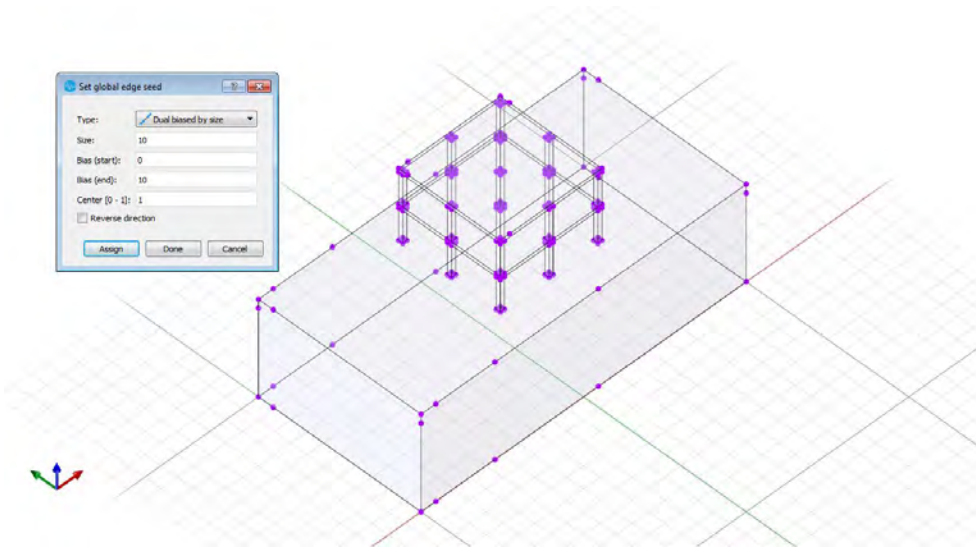 Set global edge seed
Type: Dual biased by size
Size: 10
Bias (start): 0
Bias (end): 10
Center [0 - 1]: 1
Reverse direction
Assign Done Cancel